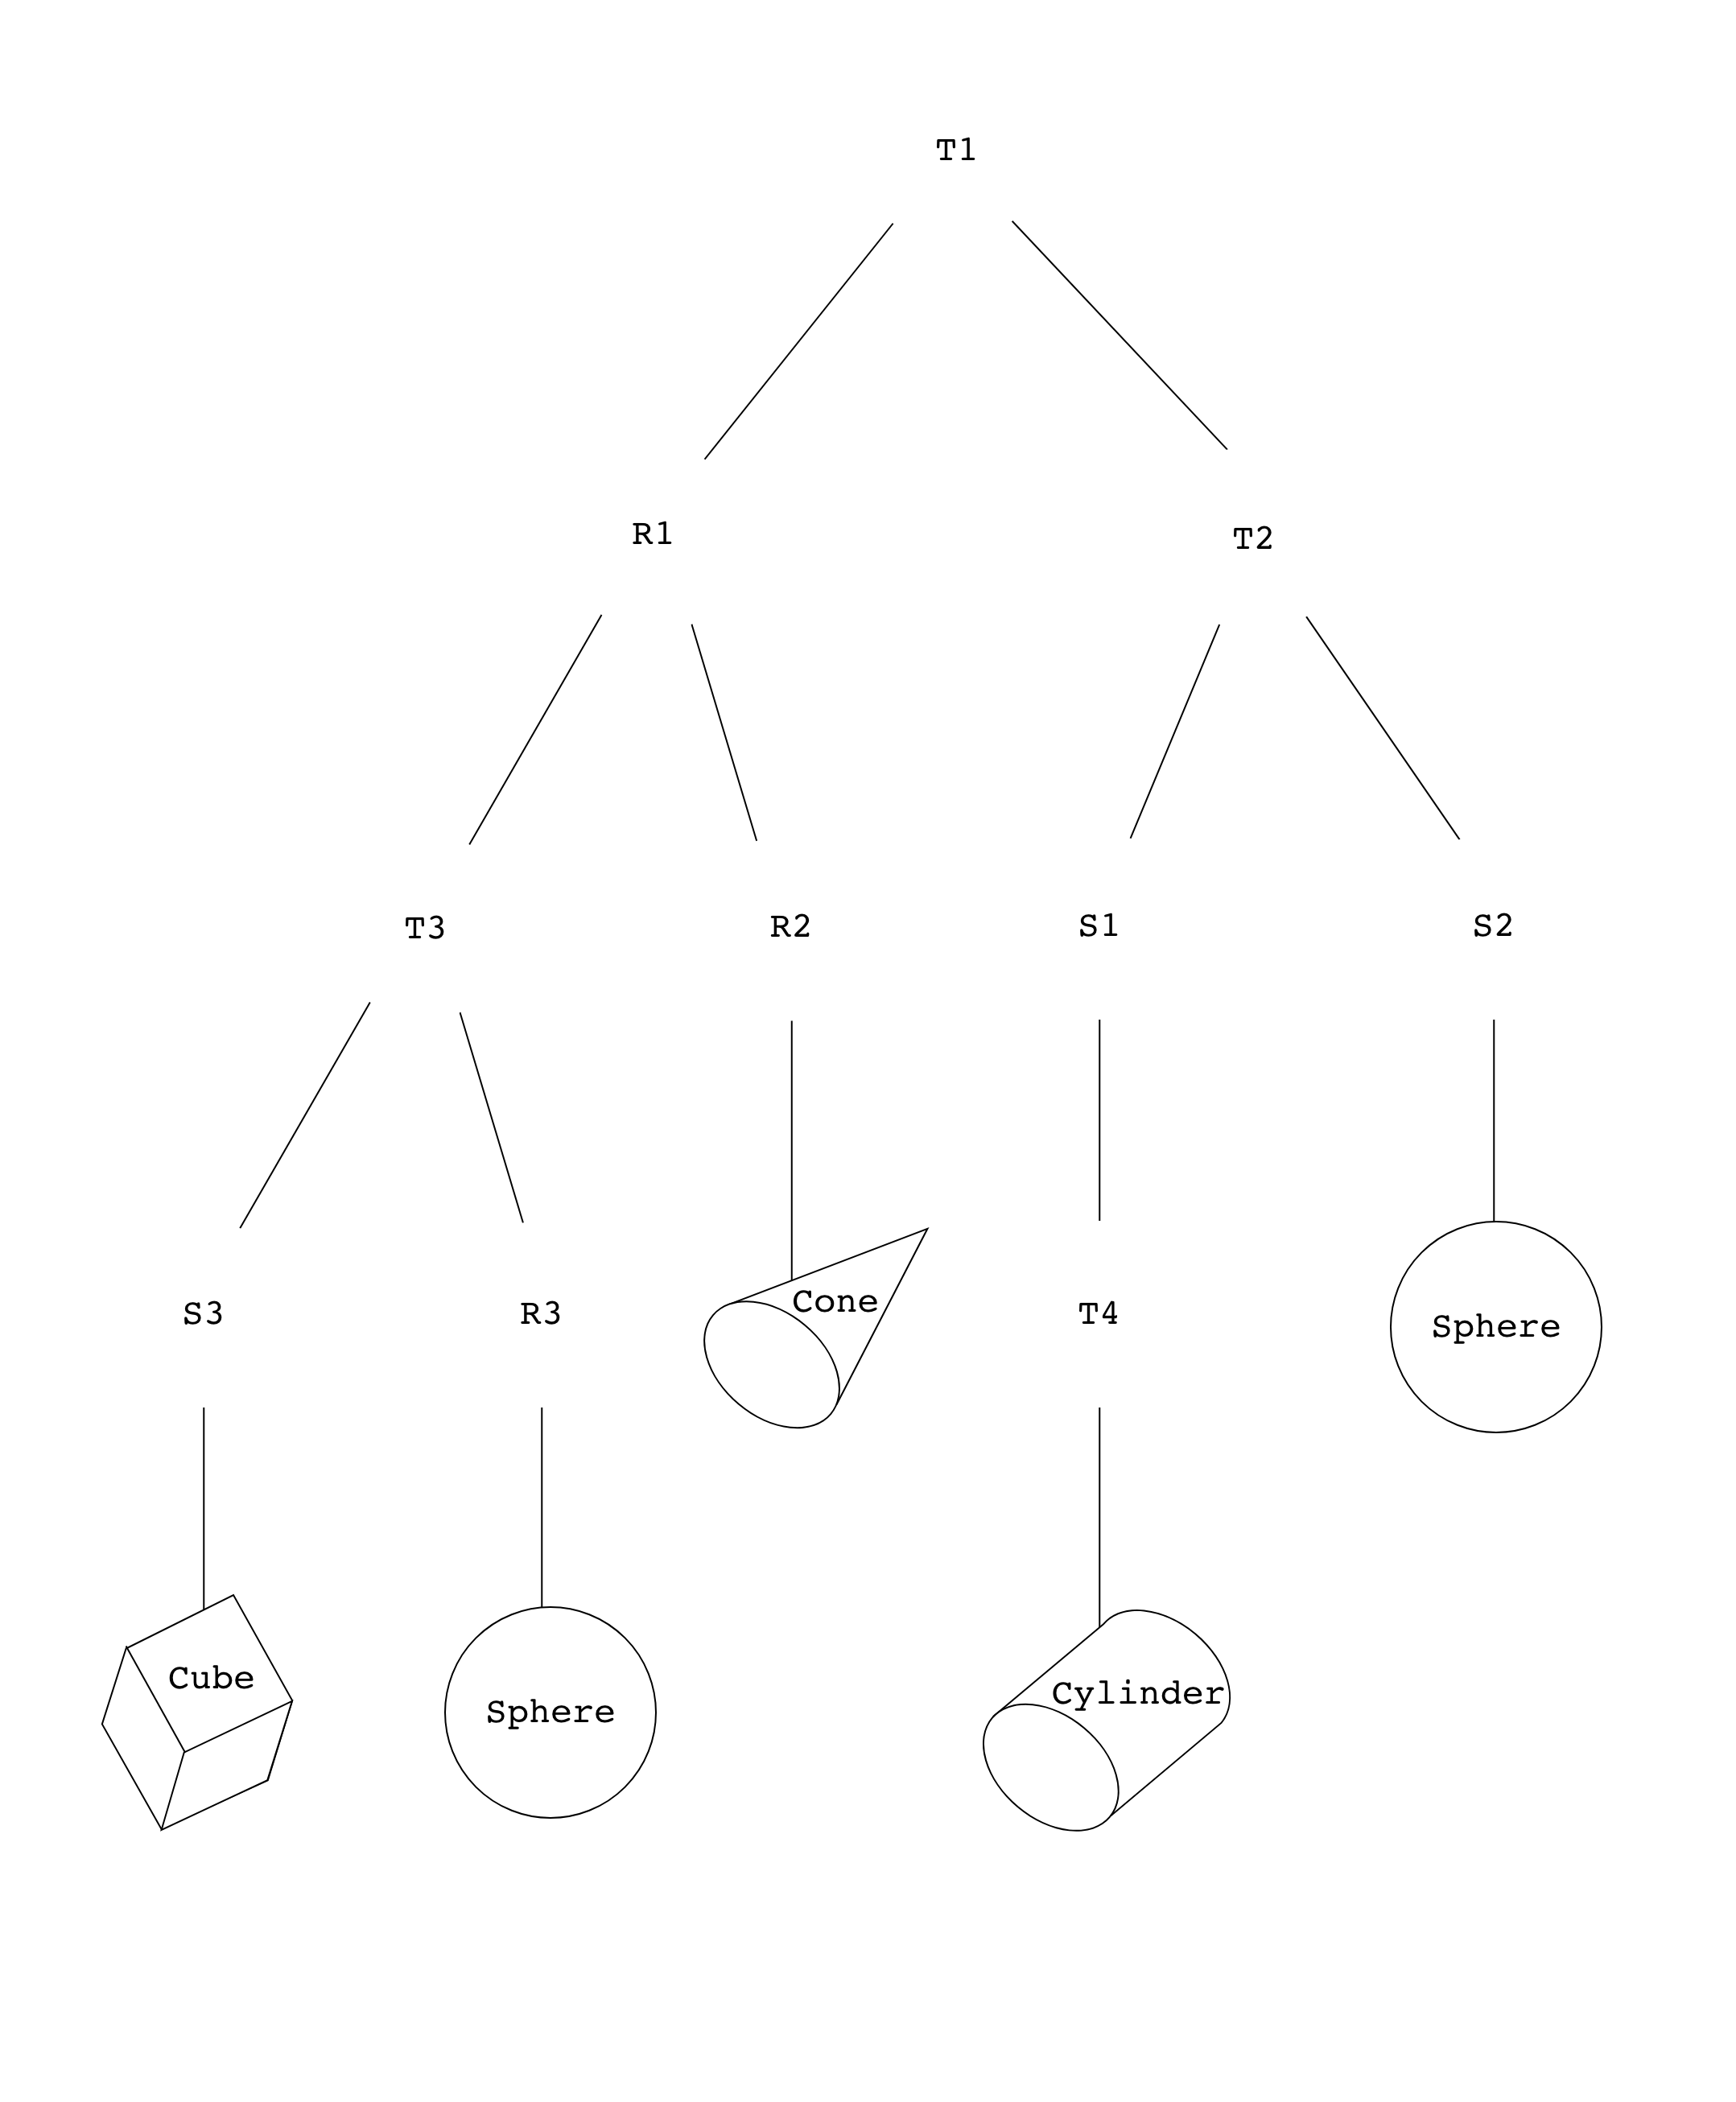 T1
R1
T2
T3
R2
S1
S2
S3
R3
Cone
T4
Sphere
Cube
Sphere
Cylinder